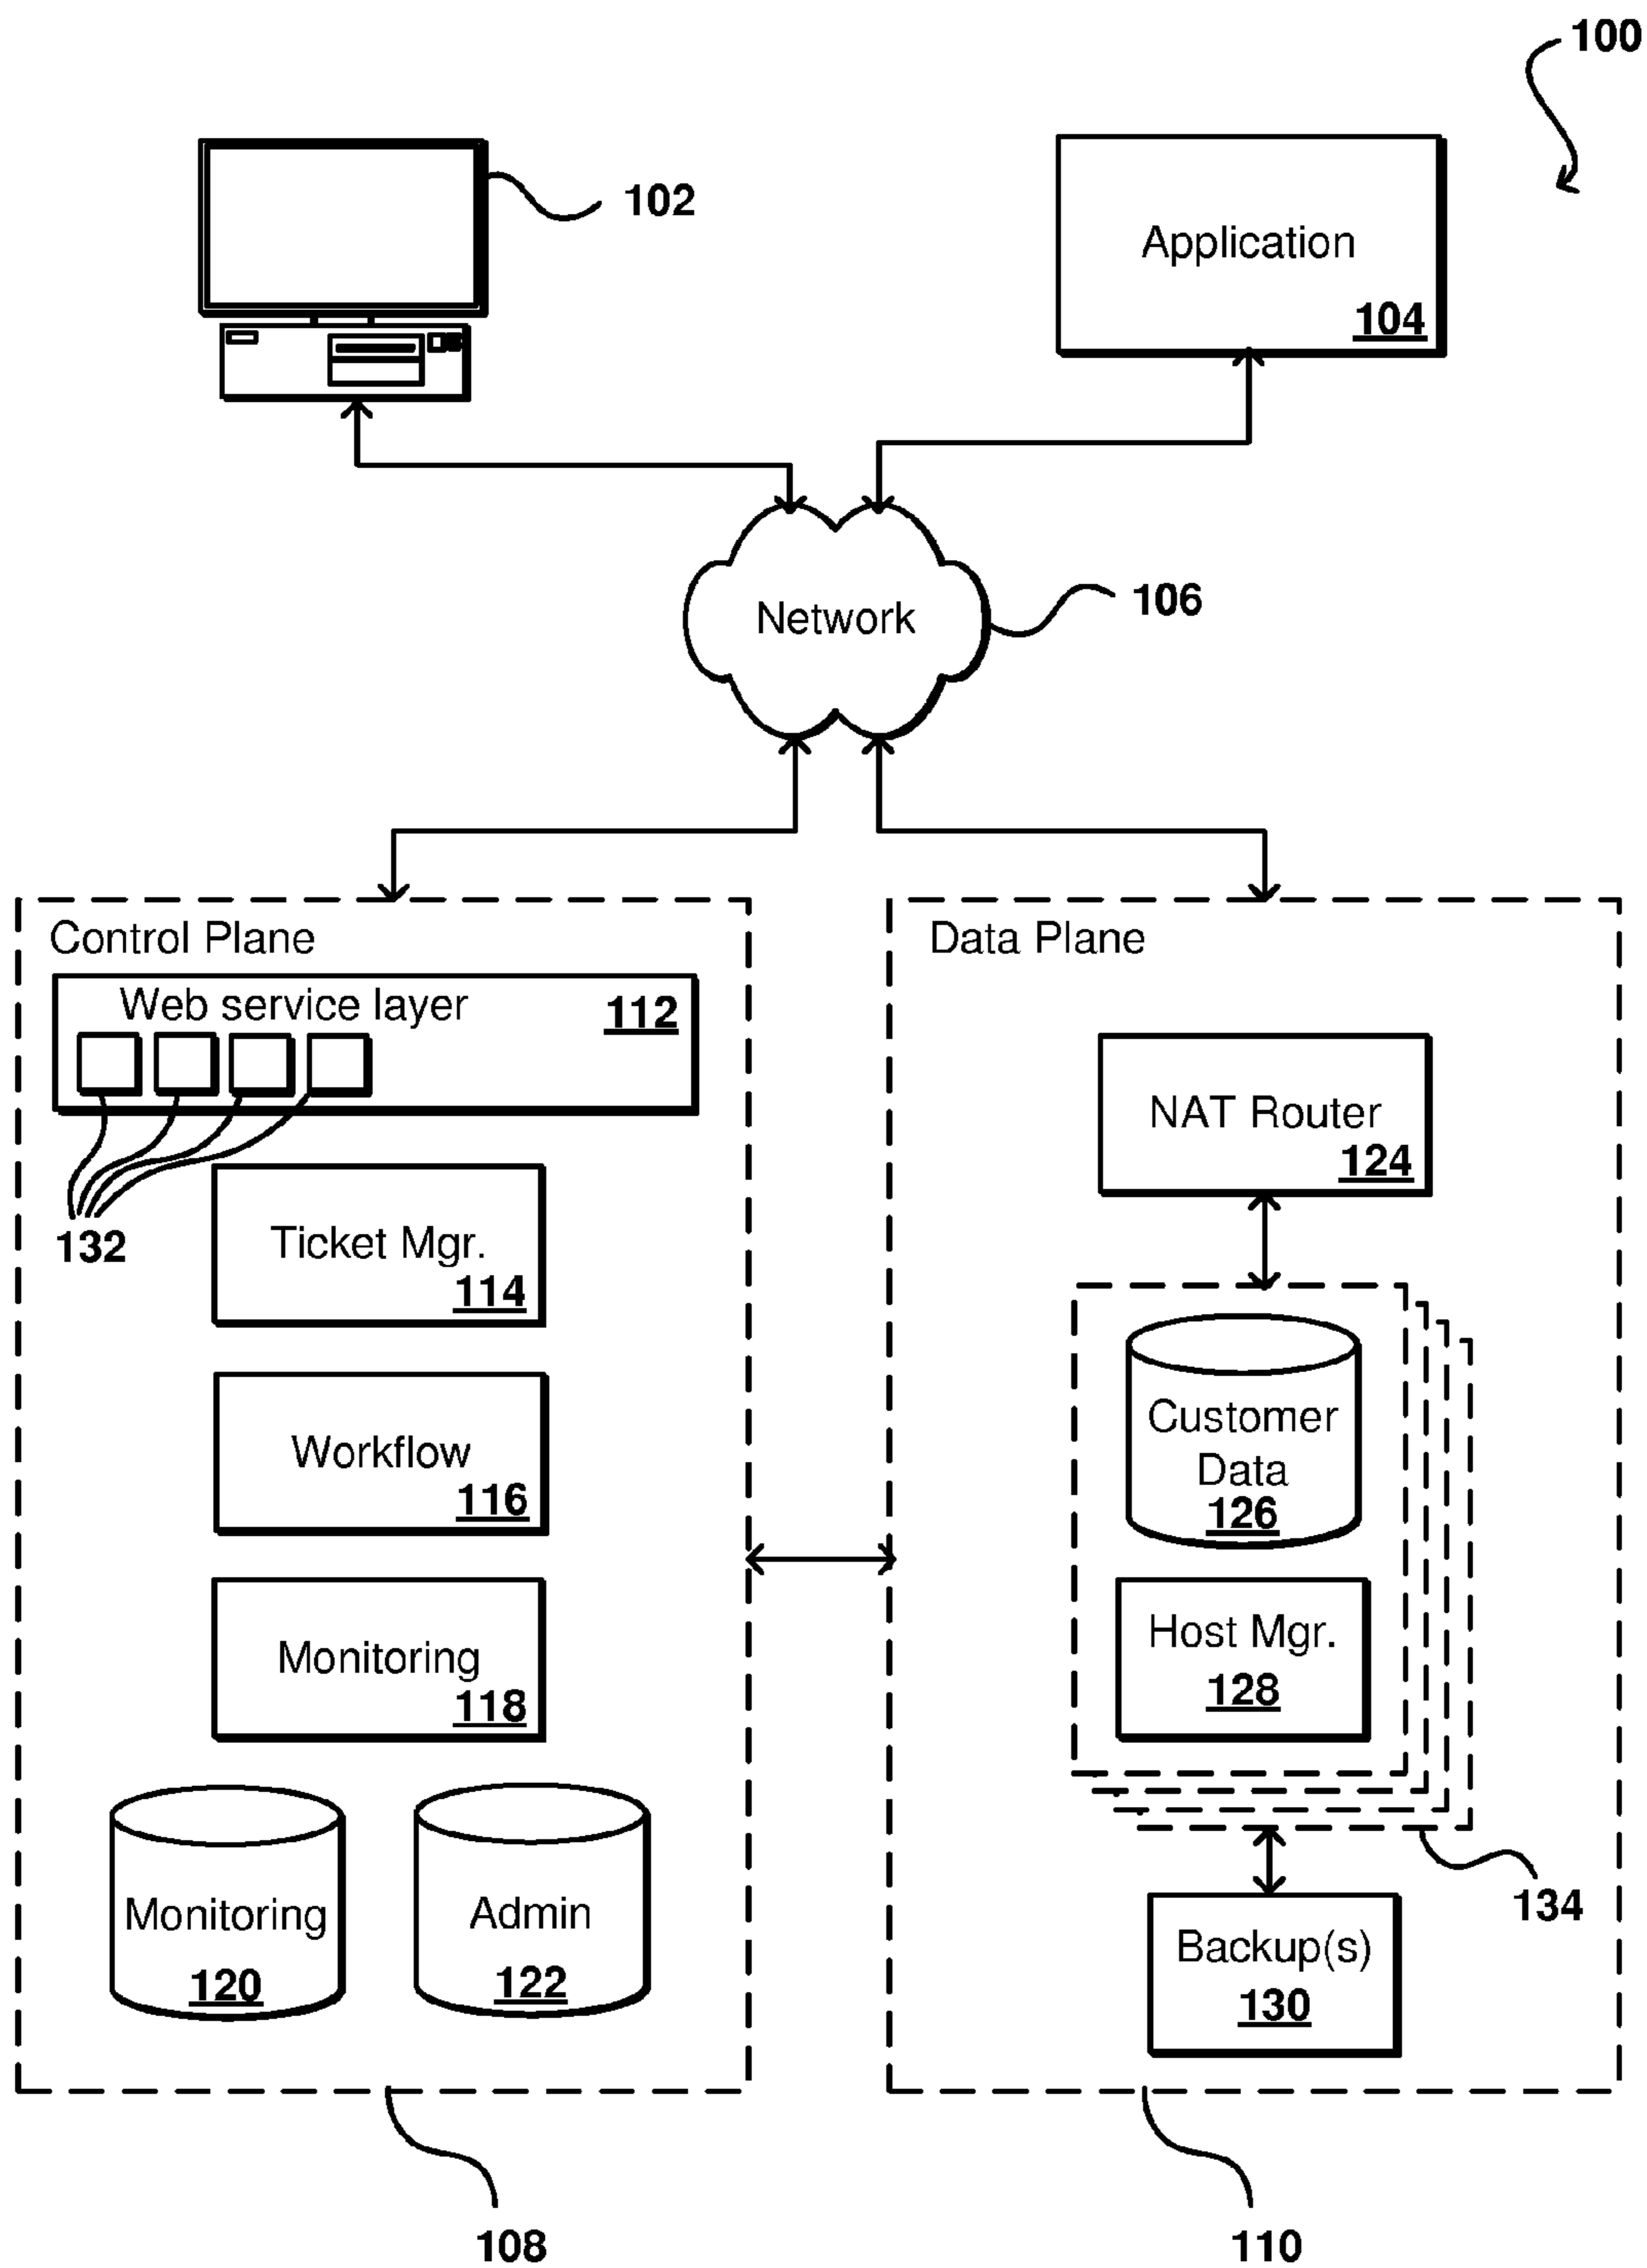 100
102
Application
104
Network
106
Control Plane
Web service layer
112
132
Ticket Mgr.
114
Workflow
116
Monitoring
118
Monitoring
120
Admin
122
108
Data Plane
NAT Router
124
Customer
Data
126
Host Mgr.
128
134
Backup(s)
130
110